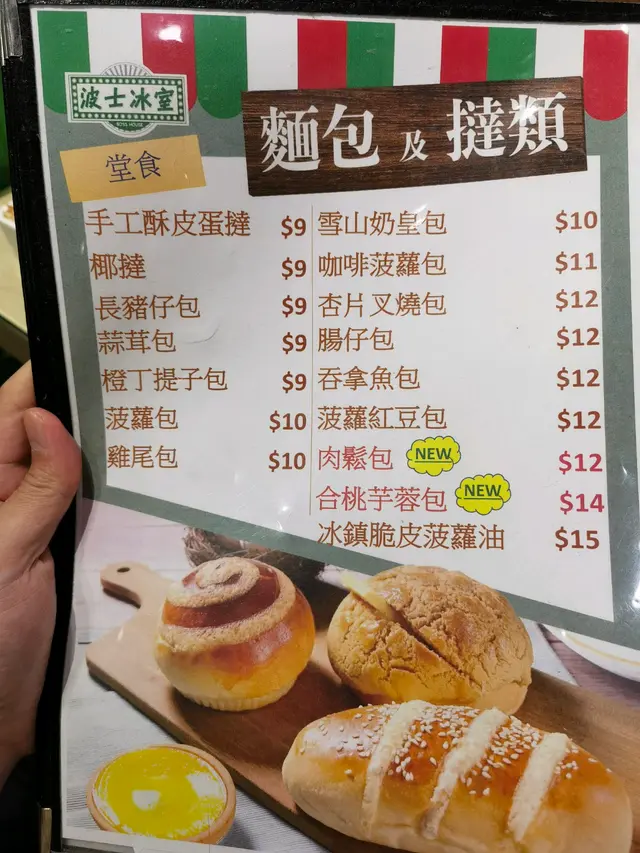 波士冰室
BOSS HOUSE
麵包及撻類
堂食
手工酥皮蛋撻 $9
椰撻 $9
長豬仔包 $9
蒜茸包 $9
橙丁提子包 $9
菠蘿包 $10
雞尾包 $10
雪山奶皇包 $10
咖啡菠蘿包 $11
杏片叉燒包 $12
腸仔包 $12
吞拿魚包 $12
菠蘿紅豆包 $12
肉鬆包 NEW $12
合桃芋蓉包 NEW $14
冰鎮脆皮菠蘿油 $15